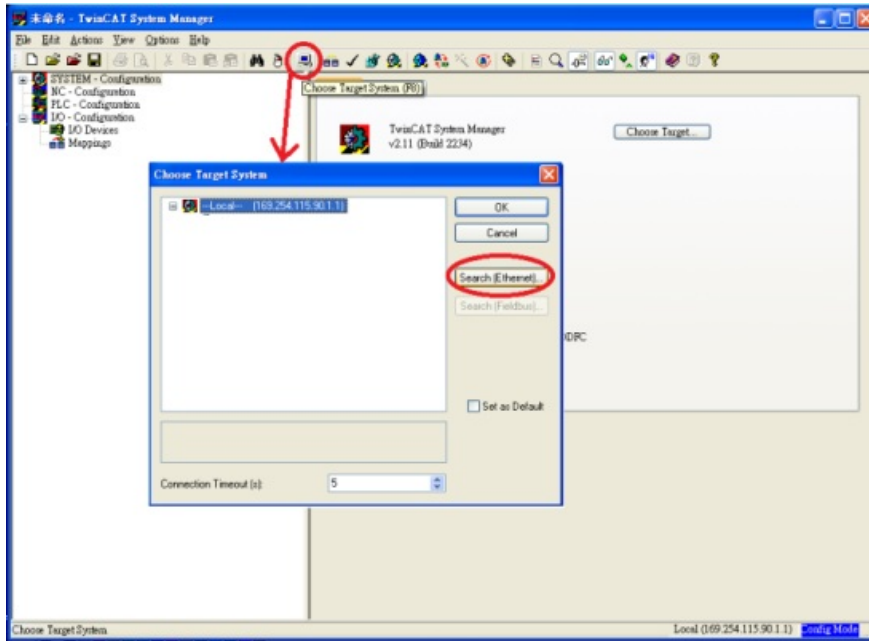 未命名 - TwinCAT System Manager
File Edit Actions View Options Help
SYSTEM - Configuration
NC - Configuration
PLC - Configuration
I/O - Configuration
I/O Devices
Mappings
Choose Target System (F8)
TwinCAT System Manager
v2.11 (Build 2234)
Choose Target...
Choose Target System
--Local-- (169.254.115.90.1.1)
OK
Cancel
Search (Ethernet)...
Search (Fieldbus)...
Set as Default
Connection Timeout (s):
5
Choose Target System
Local (169.254.115.90.1.1) Config Mode